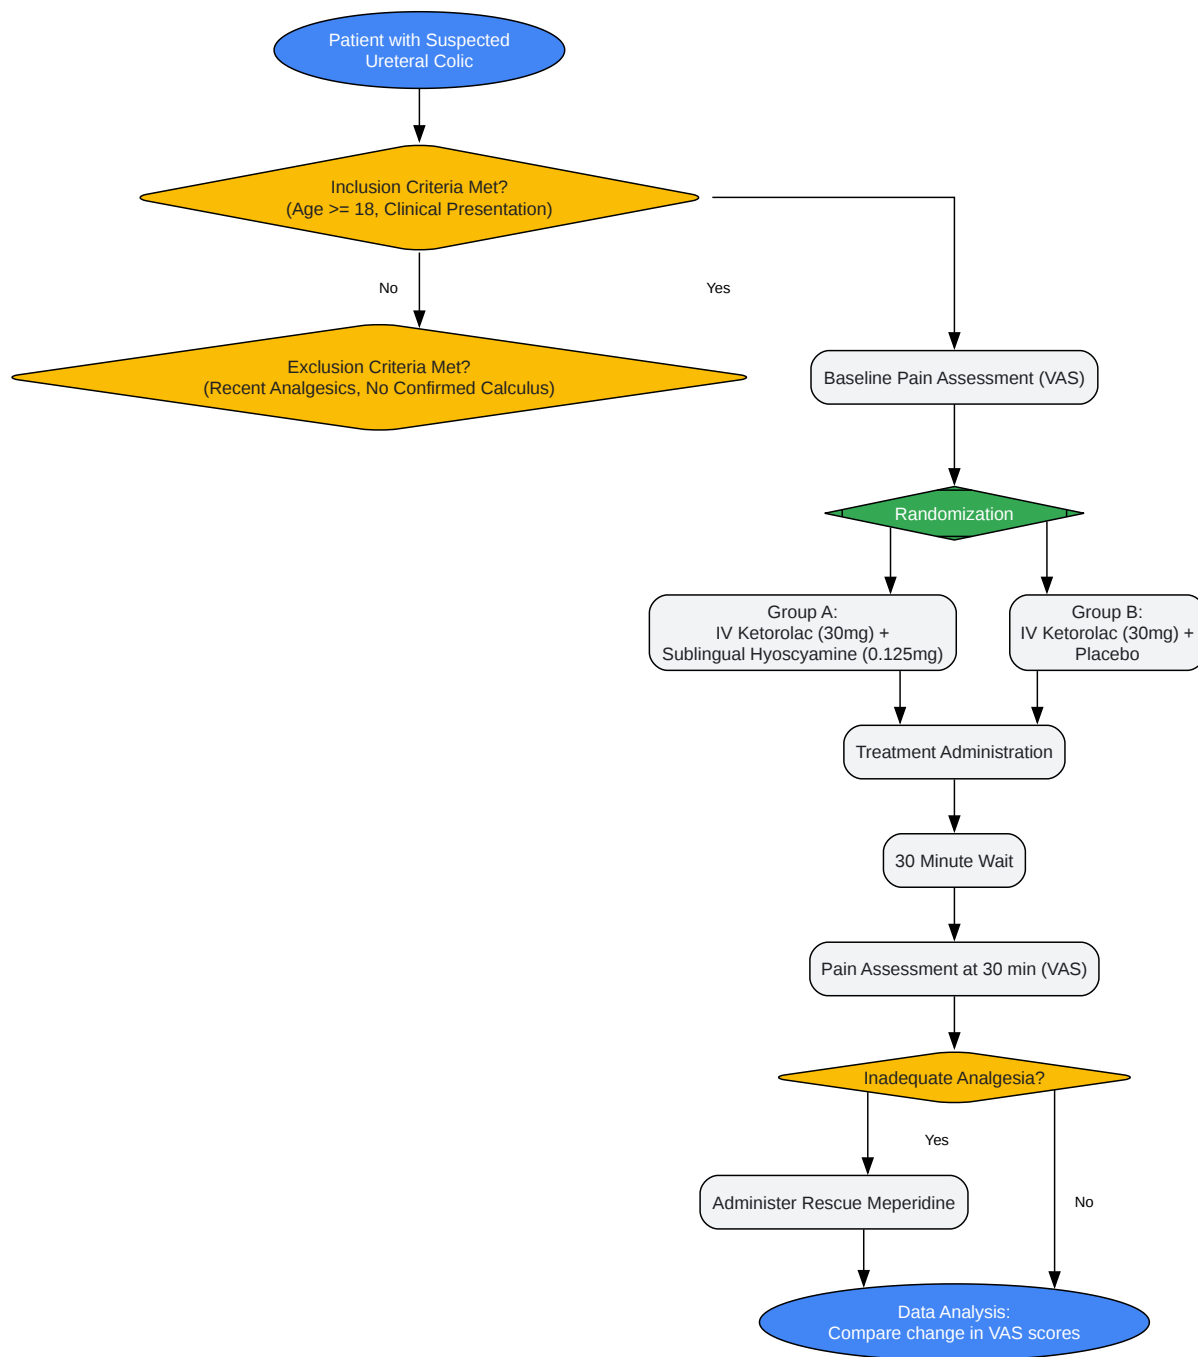 Patient with Suspected
Ureteral Colic
Inclusion Criteria Met?
(Age >= 18, Clinical Presentation)
No
Yes
Exclusion Criteria Met?
(Recent Analgesics, No Confirmed Calculus)
Baseline Pain Assessment (VAS)
Randomization
Group A:
IV Ketorolac (30mg) +
Sublingual Hyoscyamine (0.125mg)
Group B:
IV Ketorolac (30mg) +
Placebo
Treatment Administration
30 Minute Wait
Pain Assessment at 30 min (VAS)
Inadequate Analgesia?
Yes
Administer Rescue Meperidine
No
Data Analysis:
Compare change in VAS scores